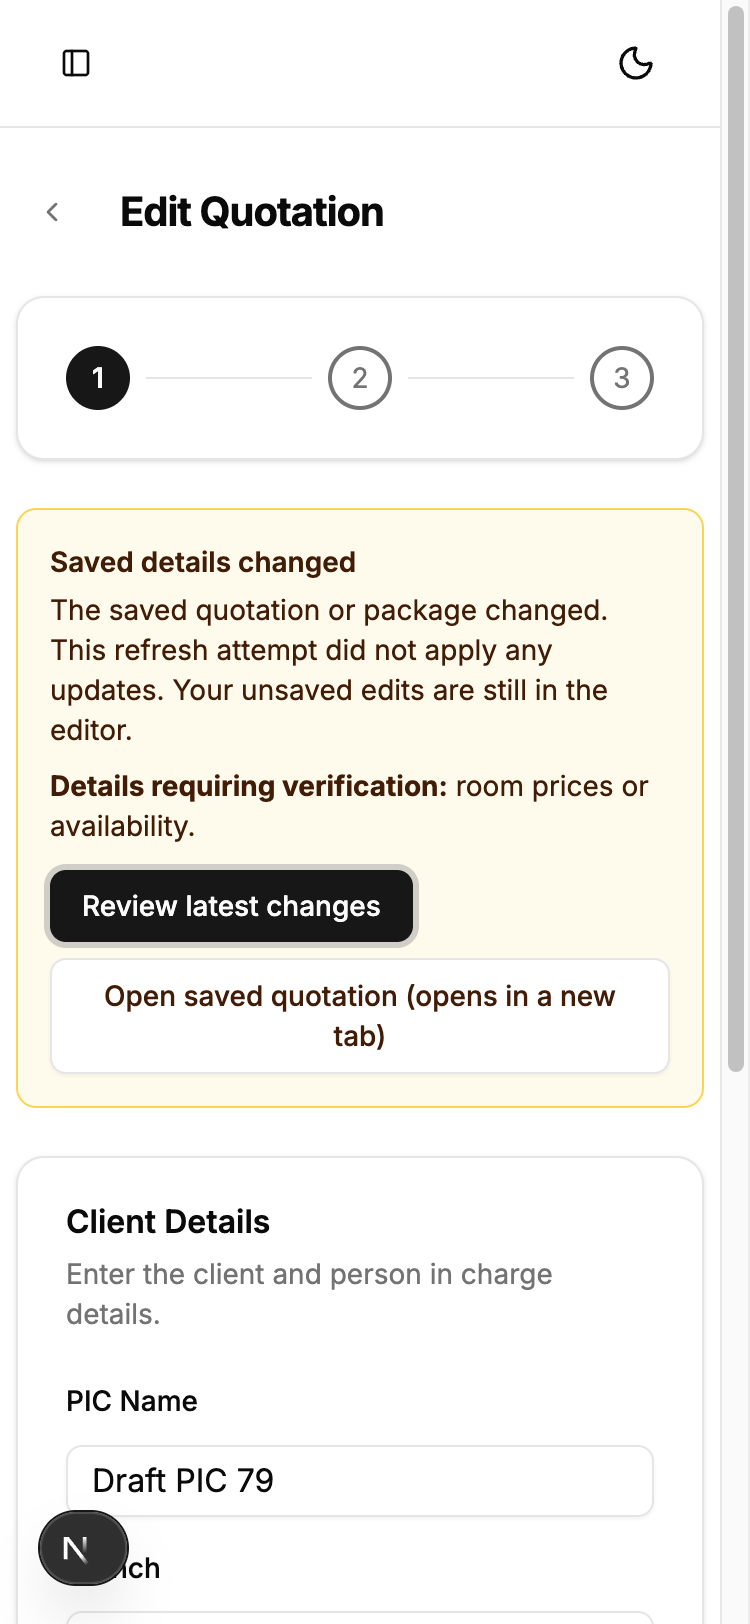 Edit Quotation
1
2
3
Saved details changed
The saved quotation or package changed.
This refresh attempt did not apply any
updates. Your unsaved edits are still in the
editor.
Details requiring verification: room prices or
availability.
Review latest changes
Open saved quotation (opens in a new
tab)
Client Details
Enter the client and person in charge
details.
PIC Name
Draft PIC 79
N